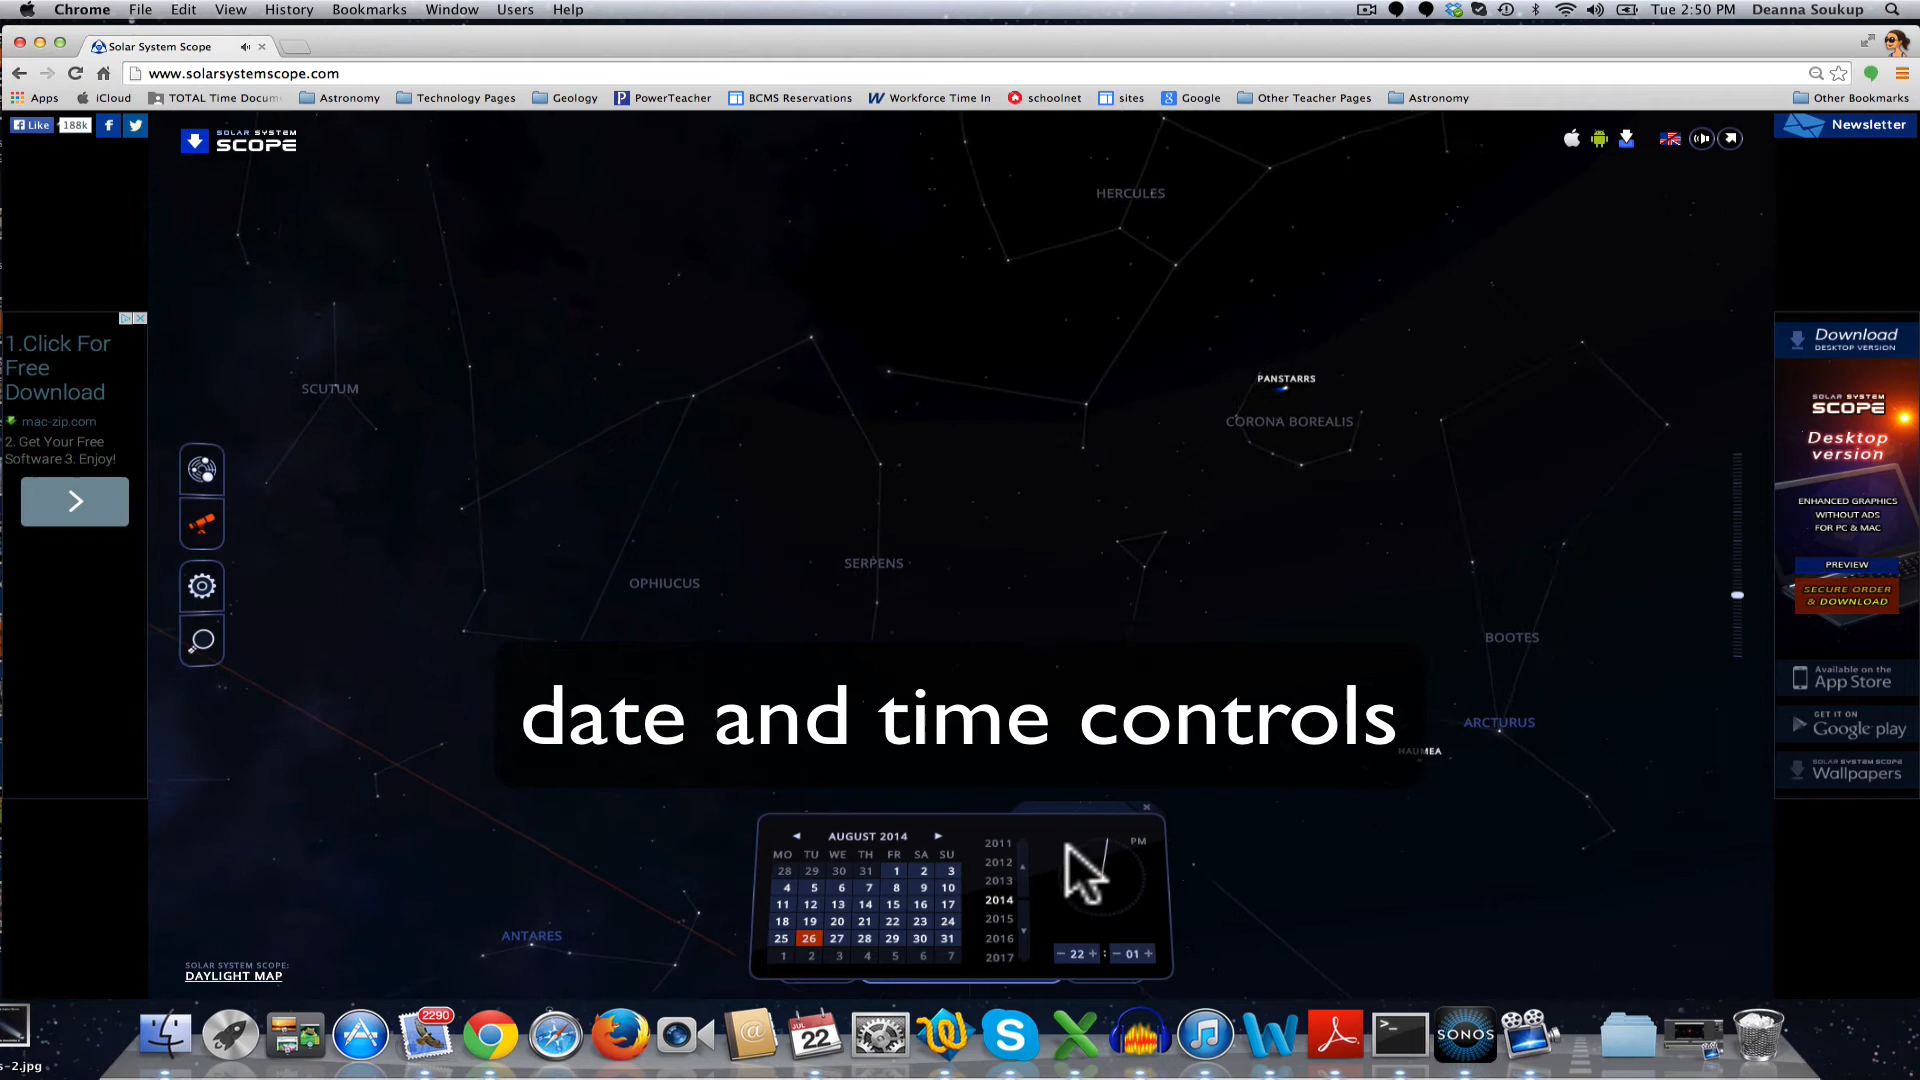 Chrome File Edit View History Bookmarks Window Users Help Tue 2:50 PM Deanna Soukup
Solar System Scope
www.solarsystemscope.com
Apps iCloud TOTAL Time Docum Astronomy Technology Pages Geology PowerTeacher BCMS Reservations Workforce Time In schoolnet sites Google Other Teacher Pages Astronomy Other Bookmarks
Like 188k
Newsletter
SOLAR SYSTEM
SCOPE
HERCULES
1.Click For
Free
Download
mac-zip.com
2. Get Your Free
Software 3. Enjoy!
PANSTARRS
SCUTUM
CORONA BOREALIS
SERPENS
OPHIUCUS
BOOTES
ARCTURUS
HAUMEA
date and time controls
Download
DESKTOP VERSION
SOLAR SYSTEM
SCOPE
Desktop
version
ENHANCED GRAPHICS
WITHOUT ADS
FOR PC & MAC
PREVIEW
SECURE ORDER
& DOWNLOAD
Available on the
App Store
GET IT ON
Google play
SOLAR SYSTEM SCOPE
Wallpapers
AUGUST 2014
MO TU WE TH FR SA SU
28 29 30 31 1 2 3
4 5 6 7 8 9 10
11 12 13 14 15 16 17
18 19 20 21 22 23 24
25 26 27 28 29 30 31
1 2 3 4 5 6 7
2011
2012
2013
2014
2015
2016
2017
PM
− 22 + : − 01 +
ANTARES
SOLAR SYSTEM SCOPE:
DAYLIGHT MAP
2290
JUL
22
SONOS
s-2.jpg